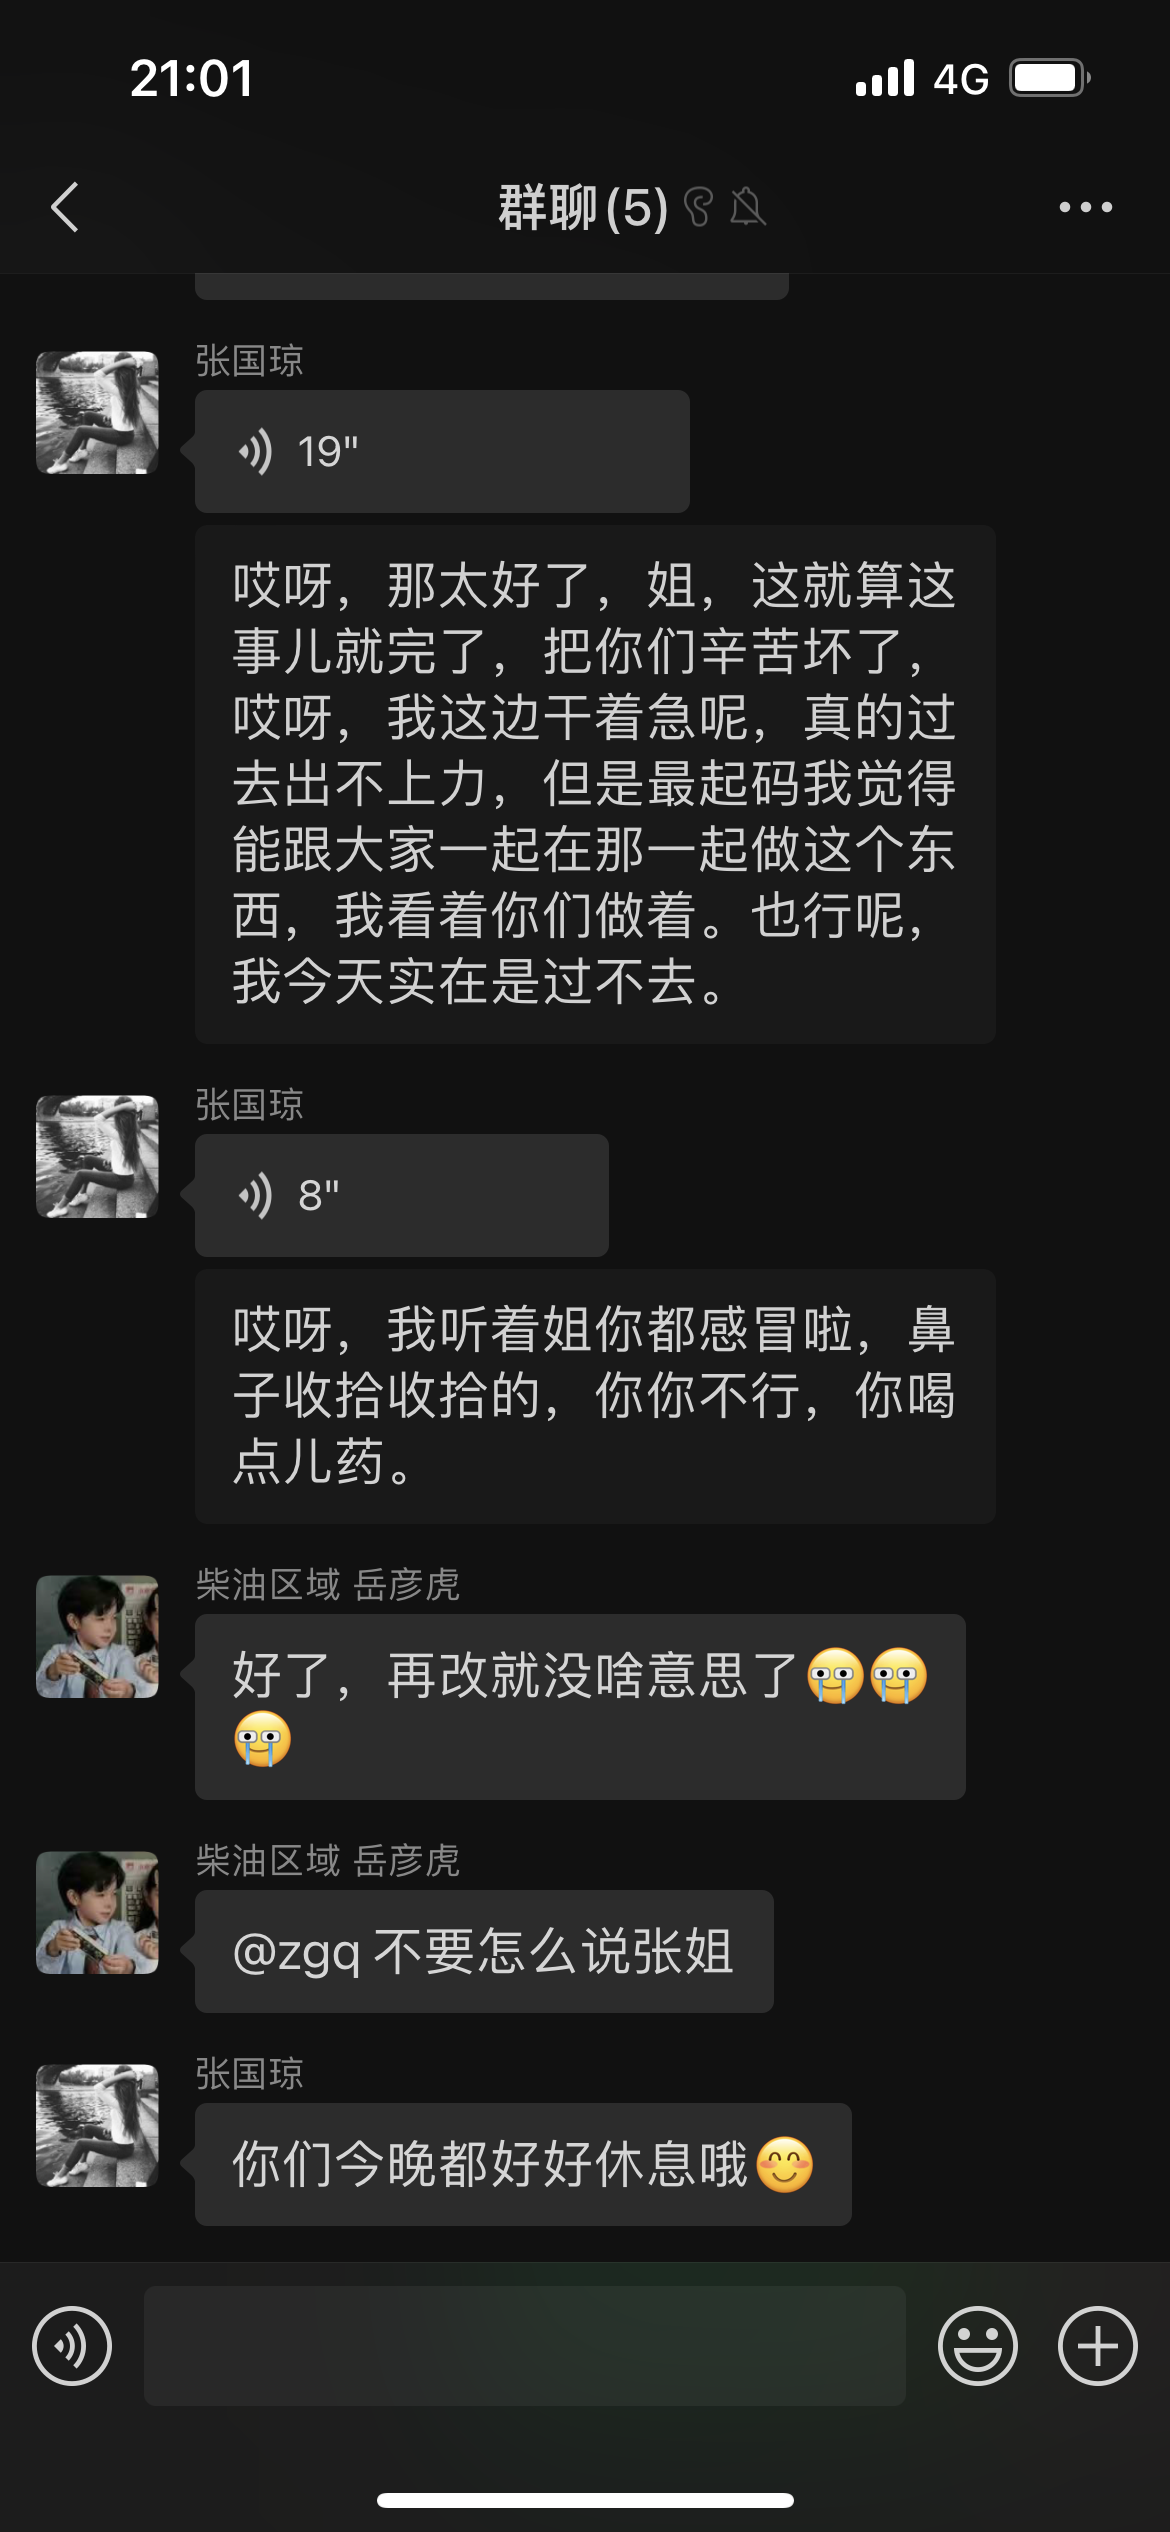 21:01
4G
群聊(5)
张国琼
19"
哎呀，那太好了，姐，这就算这
事儿就完了，把你们辛苦坏了，
哎呀，我这边干着急呢，真的过
去出不上力，但是最起码我觉得
能跟大家一起在那一起做这个东
西，我看着你们做着。也行呢，
我今天实在是过不去。
张国琼
8"
哎呀，我听着姐你都感冒啦，鼻
子收拾收拾的，你你不行，你喝
点儿药。
柴油区域 岳彦虎
好了，再改就没啥意思了
柴油区域 岳彦虎
@zgq 不要怎么说张姐
张国琼
你们今晚都好好休息哦😊